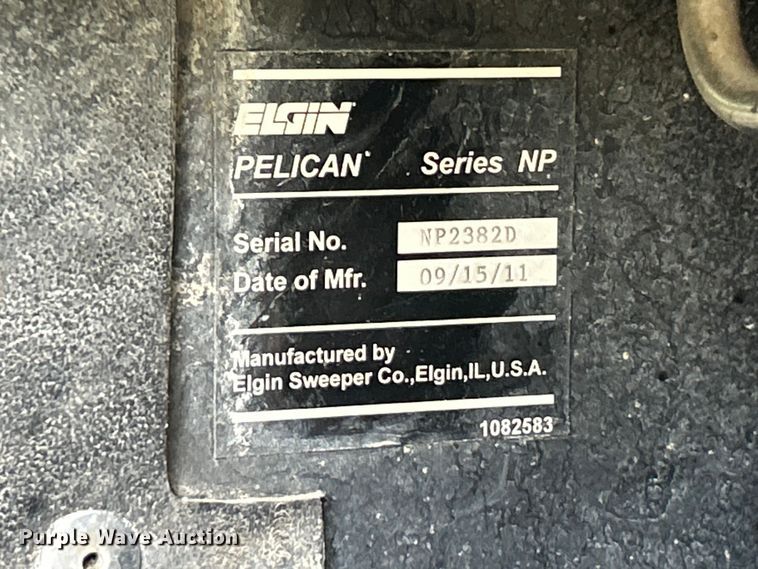 ELGIN
PELICAN Series NP
Serial No. NP2382D
Date of Mfr. 09/15/11
Manufactured by
Elgin Sweeper Co.,Elgin,IL,U.S.A.
1082583
Purple Wave Auction